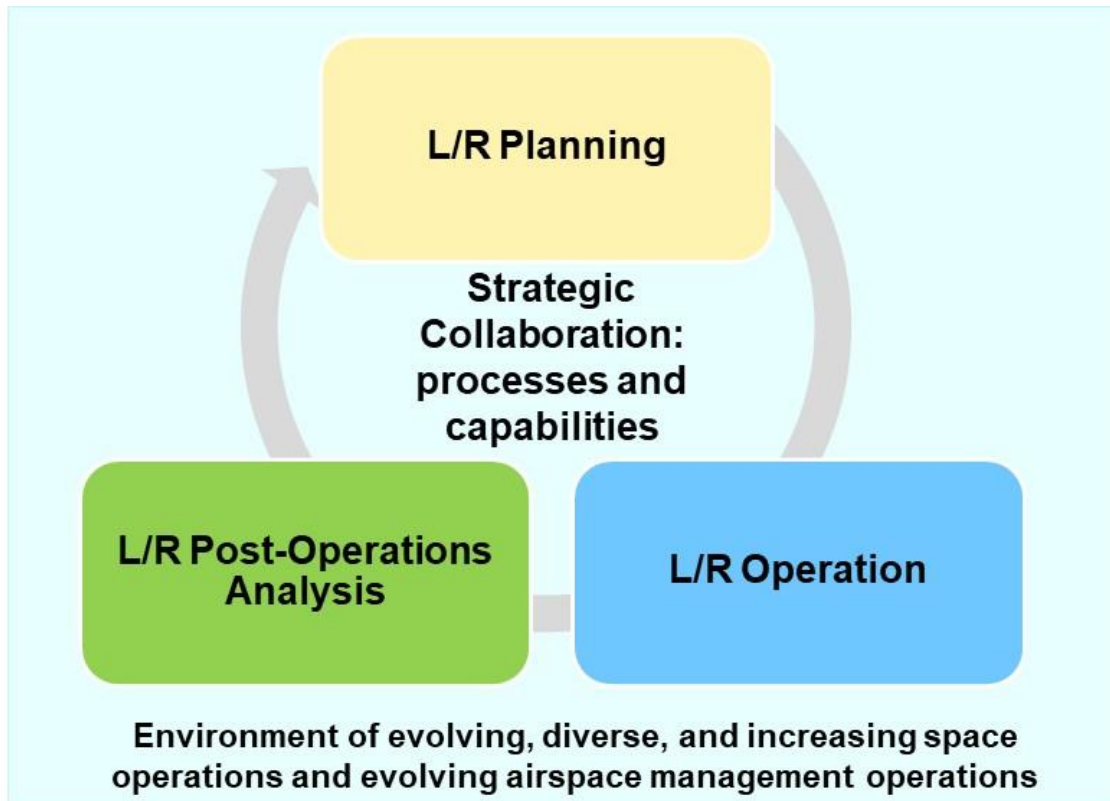 L/R Planning
Strategic
Collaboration:
processes and
capabilities
L/R Post-Operations
Analysis
L/R Operation
Environment of evolving, diverse, and increasing space
operations and evolving airspace management operations